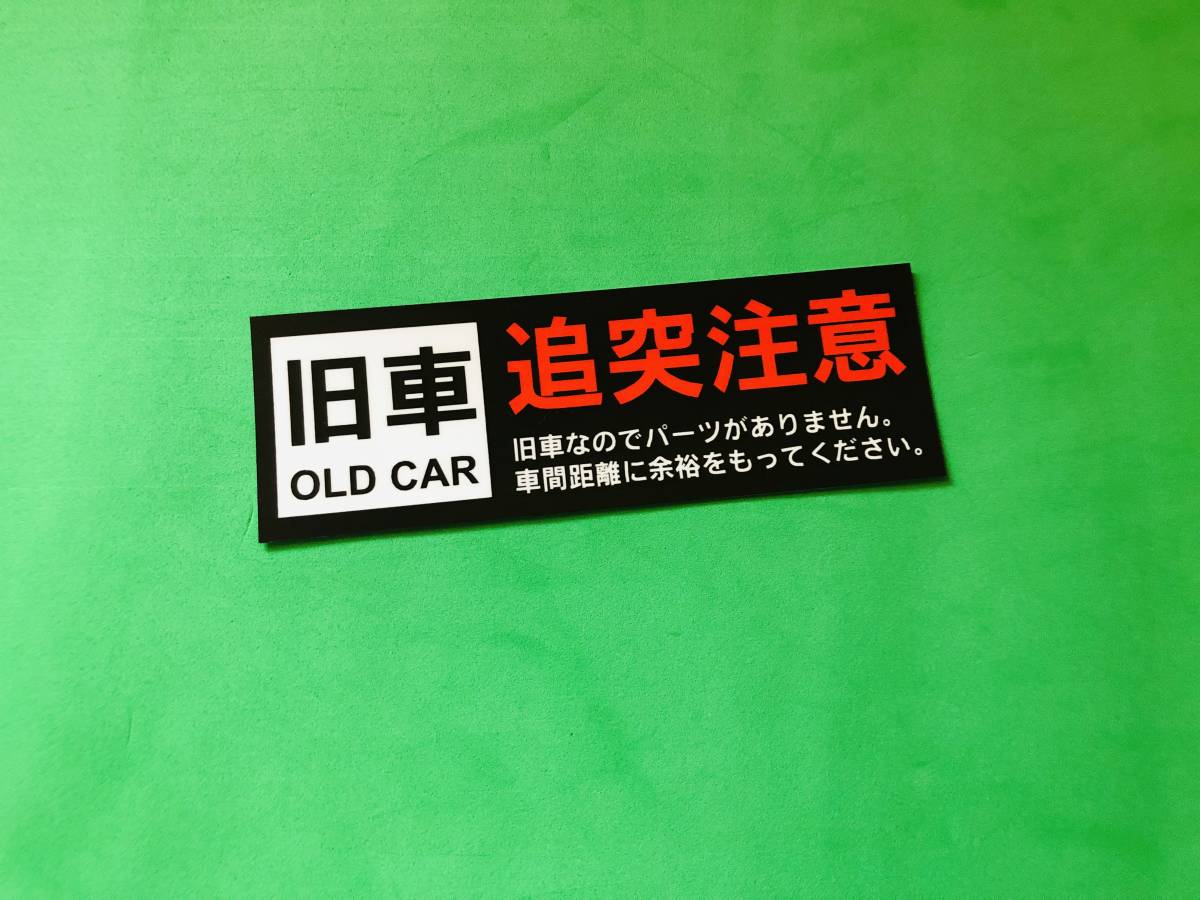 旧車
OLD CAR
追突注意
旧車なのでパーツがありません。
車間距離に余裕をもってください。